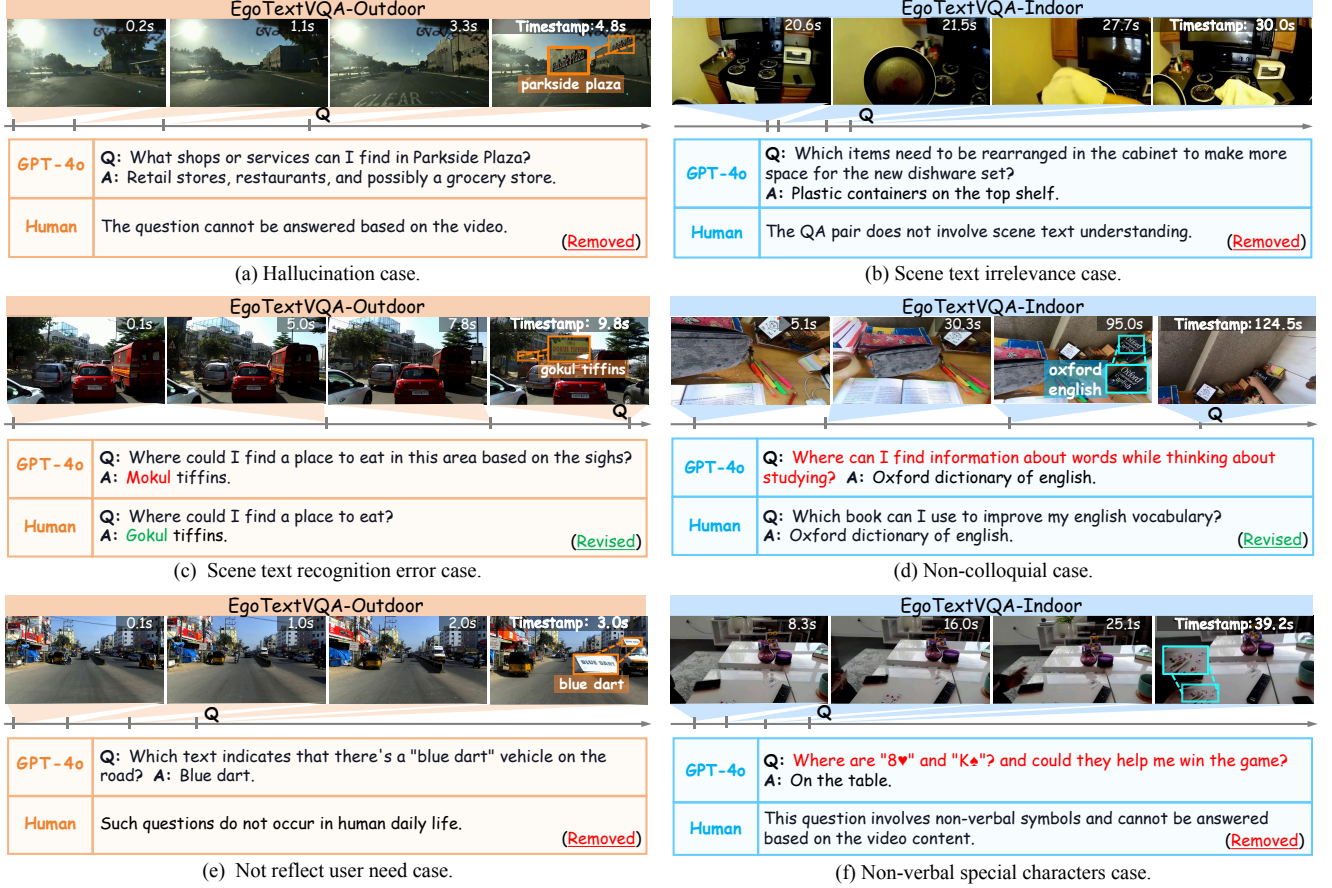 EgoTextVQA-Outdoor
0.2s
1.1s
3.3s
Timestamp:4.8s
parkside plaza
CLEAR
Q
GPT-4o
Q: What shops or services can I find in Parkside Plaza?
A: Retail stores, restaurants, and possibly a grocery store.
Human
The question cannot be answered based on the video.
(Removed)
(a) Hallucination case.
EgoTextVQA-Indoor
20.6s
21.5s
27.7s
Timestamp: 30.0s
Q
GPT-4o
Q: Which items need to be rearranged in the cabinet to make more
space for the new dishware set?
A: Plastic containers on the top shelf.
Human
The QA pair does not involve scene text understanding.
(Removed)
(b) Scene text irrelevance case.
EgoTextVQA-Outdoor
0.1s
5.0s
7.8s
Timestamp: 9.8s
gokul tiffins
Q
GPT-4o
Q: Where could I find a place to eat in this area based on the sighs?
A: Mokul tiffins.
Human
Q: Where could I find a place to eat?
A: Gokul tiffins.
(Revised)
(c) Scene text recognition error case.
EgoTextVQA-Indoor
5.1s
30.3s
95.0s
Timestamp:124.5s
oxford
english
Oxford
Q
GPT-4o
Q: Where can I find information about words while thinking about
studying? A: Oxford dictionary of english.
Human
Q: Which book can I use to improve my english vocabulary?
A: Oxford dictionary of english.
(Revised)
(d) Non-colloquial case.
EgoTextVQA-Outdoor
0.1s
1.0s
2.0s
Timestamp: 3.0s
BLUE DART
blue dart
Q
GPT-4o
Q: Which text indicates that there's a "blue dart" vehicle on the
road? A: Blue dart.
Human
Such questions do not occur in human daily life.
(Removed)
(e) Not reflect user need case.
EgoTextVQA-Indoor
8.3s
16.0s
25.1s
Timestamp:39.2s
Q
GPT-4o
Q: Where are "8♥" and "K♠"? and could they help me win the game?
A: On the table.
Human
This question involves non-verbal symbols and cannot be answered
based on the video content.
(Removed)
(f) Non-verbal special characters case.